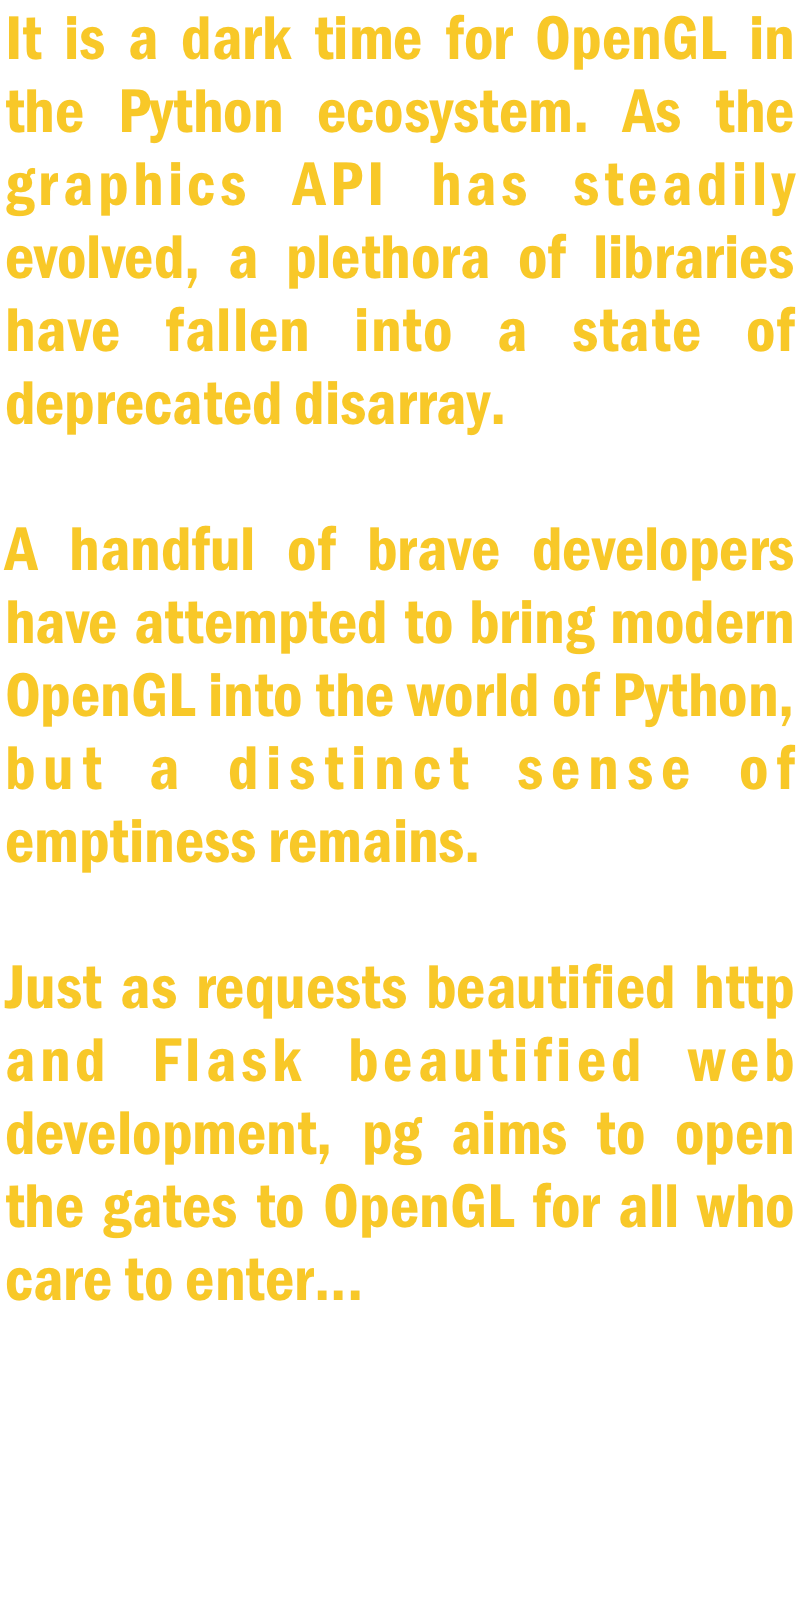 It is a dark time for OpenGL in
the Python ecosystem. As the
graphics API has steadily
evolved, a plethora of libraries
have fallen into a state of
deprecated disarray.
A handful of brave developers
have attempted to bring modern
OpenGL into the world of Python,
but a distinct sense of
emptiness remains.
Just as requests beautified http
and Flask beautified web
development, pg aims to open
the gates to OpenGL for all who
care to enter...